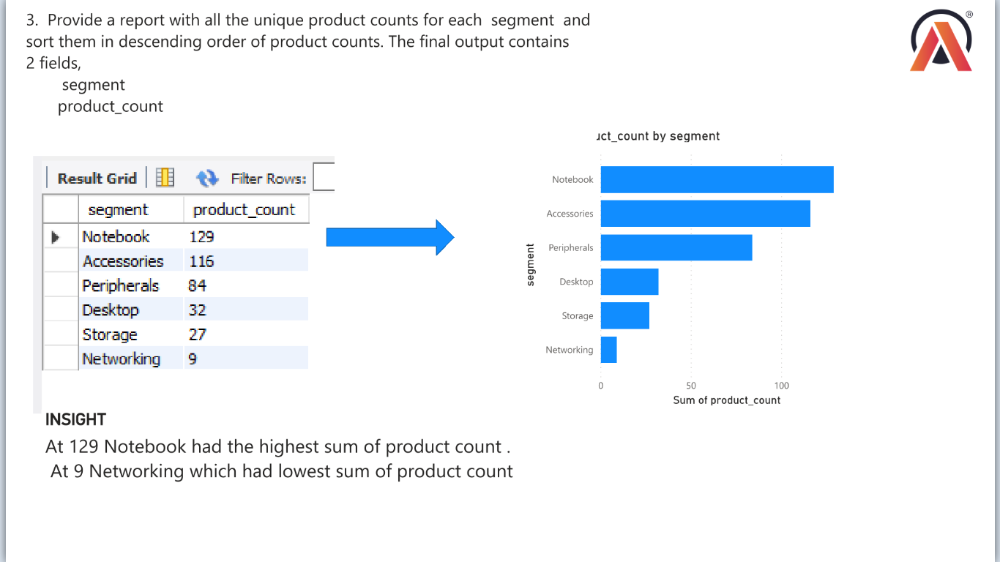 3. Provide a report with all the unique product counts for each segment and
sort them in descending order of product counts. The final output contains
2 fields,
segment
product_count
®
Result Grid Filter Rows:
segment product_count
Notebook 129
Accessories 116
Peripherals 84
Desktop 32
Storage 27
Networking 9
uct_count by segment
segment
Notebook
Accessories
Peripherals
Desktop
Storage
Networking
0 50 100
Sum of product_count
INSIGHT
At 129 Notebook had the highest sum of product count .
At 9 Networking which had lowest sum of product count